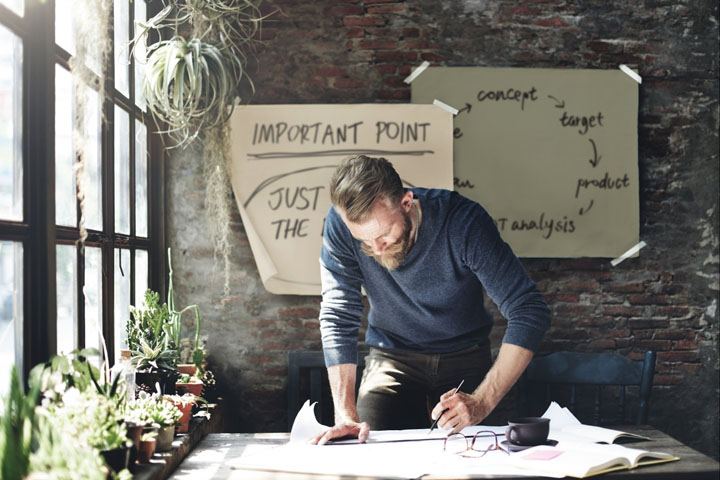 IMPORTANT POINT
JUST
THE
concept
target
product
analysis